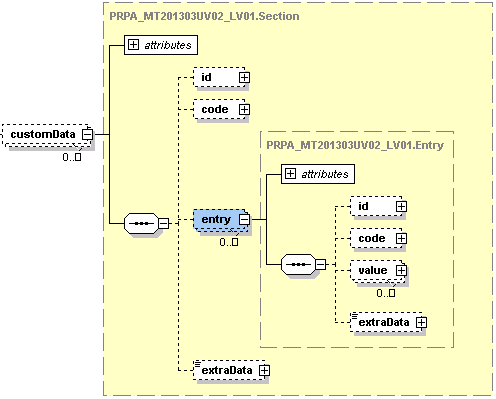 PRPA_MT201303UV02_LV01.Section
attributes
id
code
customData
0..□
PRPA_MT201303UV02_LV01.Entry
attributes
id
entry
0..□
code
value
0..□
extraData
extraData